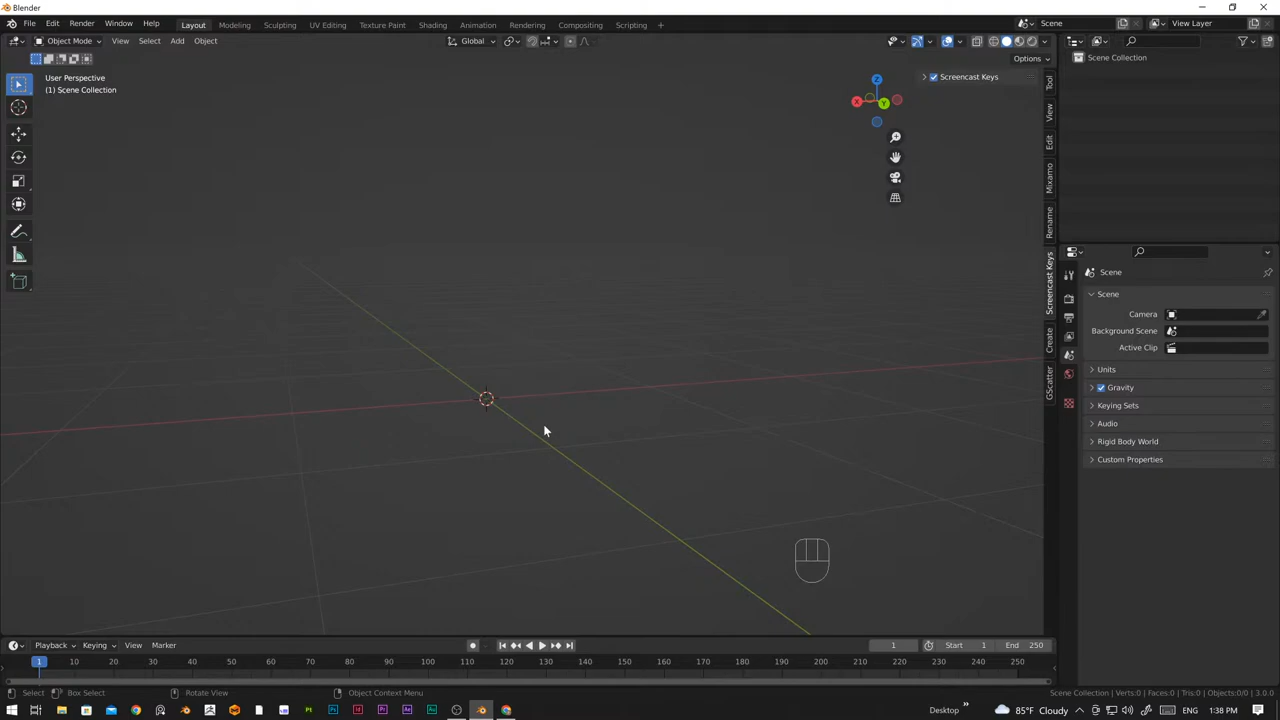 Blender
File Edit Render Window Help Layout Modeling Sculpting UV Editing Texture Paint Shading Animation Rendering Compositing Scripting + Scene View Layer
Object Mode View Select Add Object Global
Options
User Perspective
(1) Scene Collection
Z
X
Y
Screencast Keys
Tool
View
Edit
Mixamo
Rename
Screencast Keys
Create
GScatter
Scene Collection
Scene
Scene
Camera
Background Scene
Active Clip
Units
Gravity
Keying Sets
Audio
Rigid Body World
Custom Properties
Playback Keying View Marker 1 Start 1 End 250
1 10 20 30 40 50 60 70 80 90 100 110 120 130 140 150 160 170 180 190 200 210 220 230 240 250
Select Box Select Rotate View Object Context Menu Scene Collection | Verts:0 | Faces:0 | Tris:0 | Objects:0/0 | 3.0.0
Desktop 85°F Cloudy ENG 1:38 PM